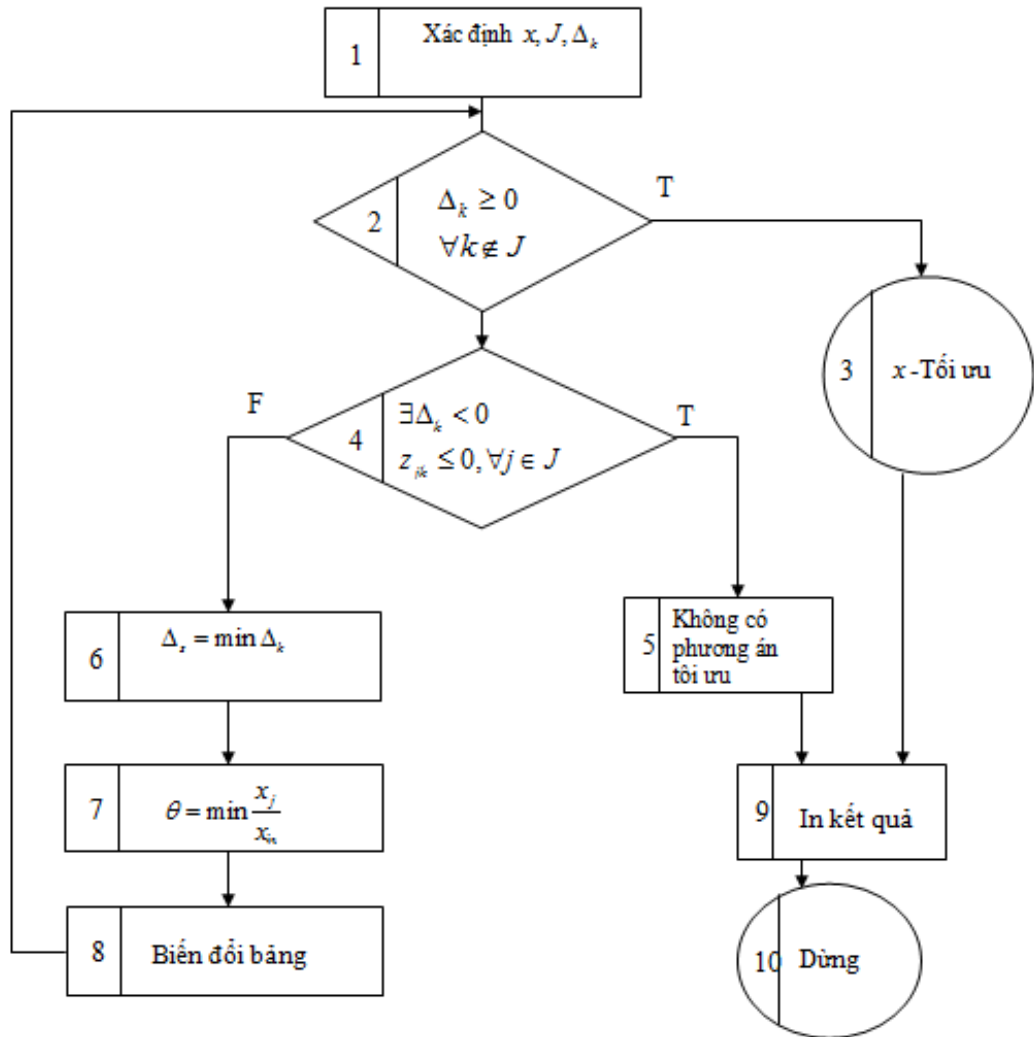 1 Xác định x, J, Δ_k
2 Δ_k ≥ 0
∀k ∉ J
T
3 x -Tối ưu
F
4 ∃Δ_k < 0
z_jk ≤ 0, ∀j ∈ J
T
6 Δ_s = min Δ_k
5 Không có
phương án
tôi ưu
7 θ = min x_j / x_in
9 In kết quả
8 Biến đổi bảng
10 Dừng